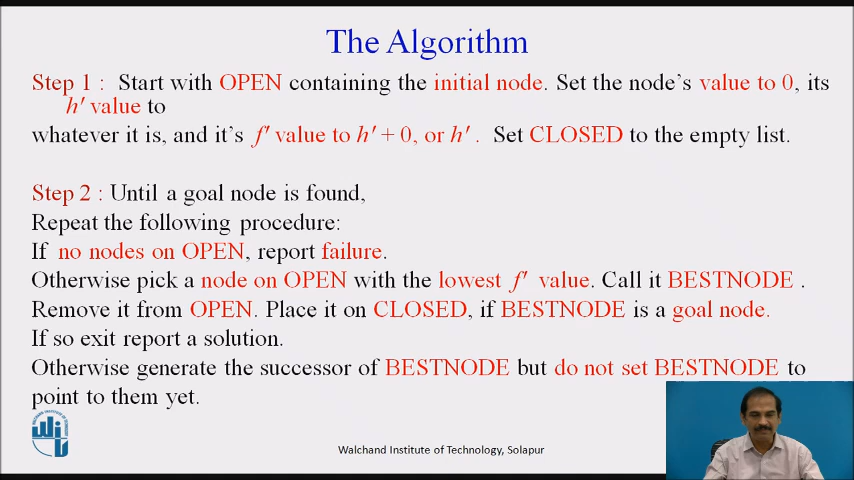 The Algorithm
Step 1 : Start with OPEN containing the initial node. Set the node's value to 0, its
h′ value to
whatever it is, and it's f′ value to h′ + 0, or h′ . Set CLOSED to the empty list.
Step 2 : Until a goal node is found,
Repeat the following procedure:
If no nodes on OPEN, report failure.
Otherwise pick a node on OPEN with the lowest f′ value. Call it BESTNODE .
Remove it from OPEN. Place it on CLOSED, if BESTNODE is a goal node.
If so exit report a solution.
Otherwise generate the successor of BESTNODE but do not set BESTNODE to
point to them yet.
Walchand Institute of Technology, Solapur